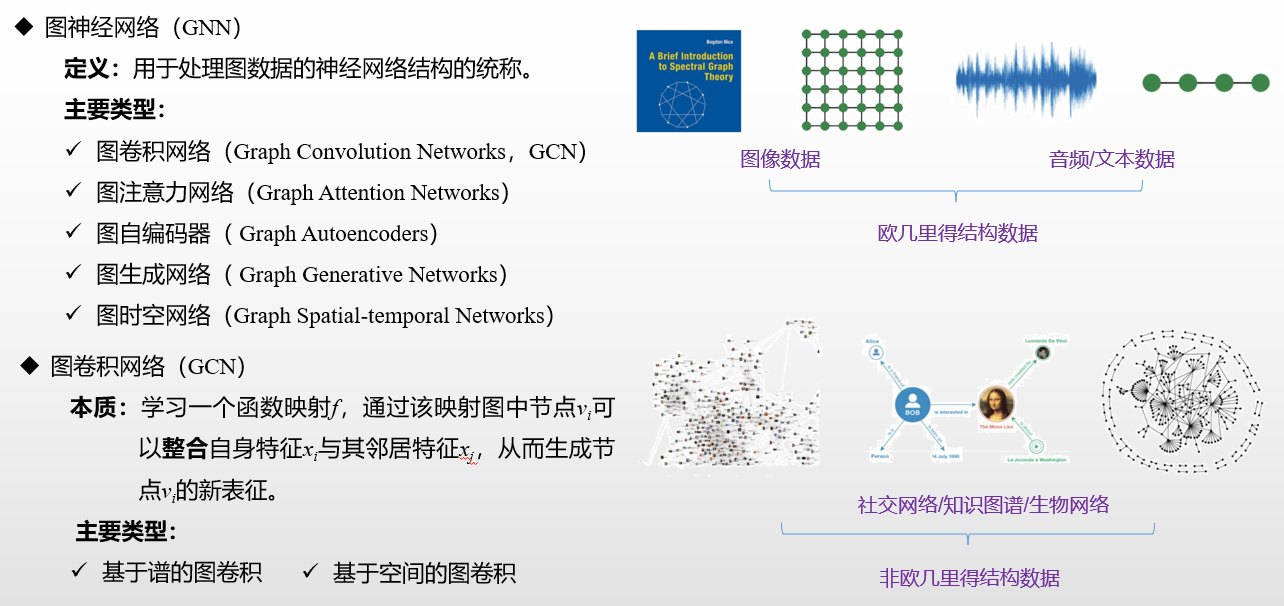 ◆ 图神经网络（GNN）
定义：用于处理图数据的神经网络结构的统称。
主要类型：
✓ 图卷积网络（Graph Convolution Networks，GCN）
✓ 图注意力网络（Graph Attention Networks）
✓ 图自编码器（ Graph Autoencoders）
✓ 图生成网络（ Graph Generative Networks）
✓ 图时空网络（Graph Spatial-temporal Networks）
◆ 图卷积网络（GCN）
本质：学习一个函数映射f，通过该映射图中节点vi可
以整合自身特征xi与其邻居特征xj，从而生成节
点vi的新表征。
主要类型：
✓ 基于谱的图卷积 ✓ 基于空间的图卷积
Bogdan Nica
A Brief Introduction
to Spectral Graph
Theory
图像数据
音频/文本数据
欧几里得结构数据
Alice
Leonardo Da Vinci
BOB
is interested in
The Mona Lisa
Person
14 July 1990
La Joconde à Washington
社交网络/知识图谱/生物网络
非欧几里得结构数据